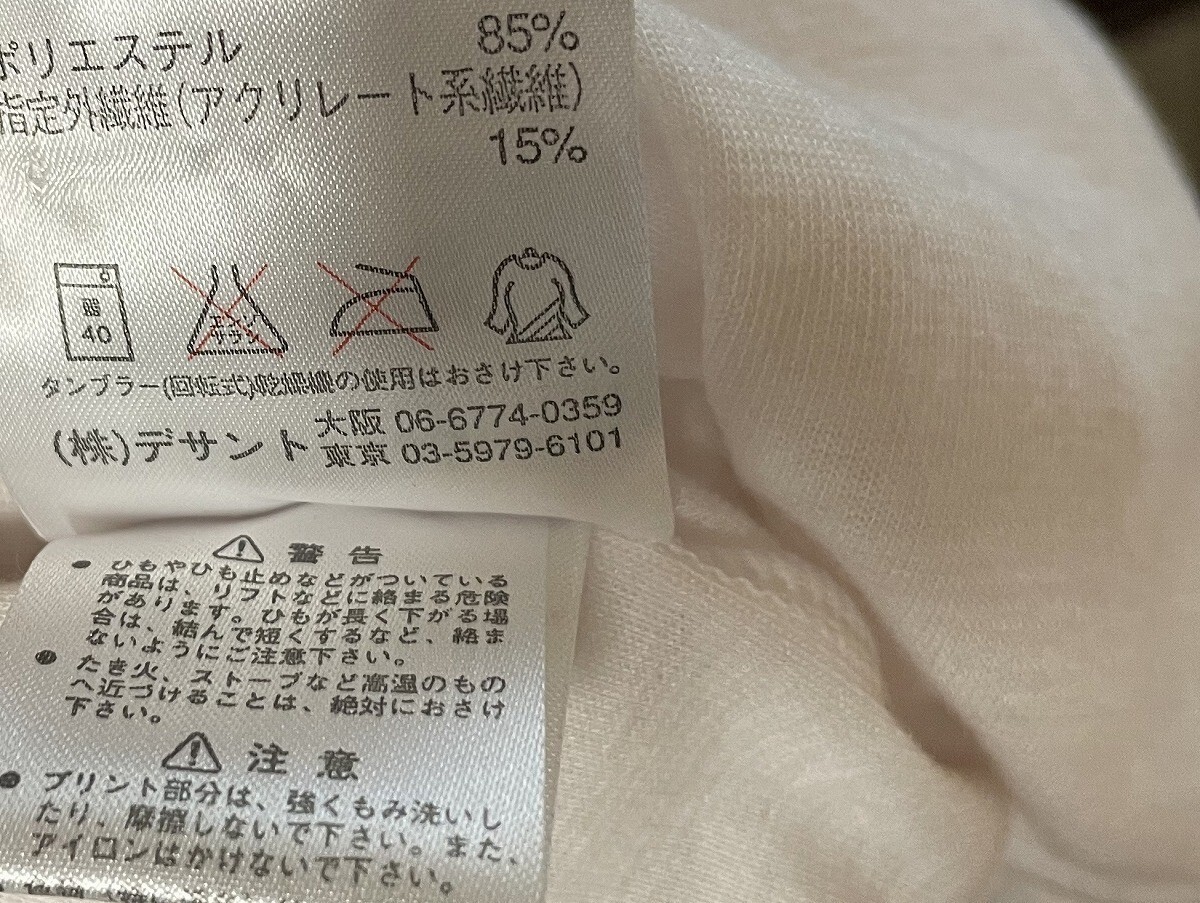 ポリエステル 85%
指定外繊維(アクリレート系繊維)
15%
40
エンソ
サラシ
タンブラー(回転式)乾燥機の使用はおさけ下さい。
(株)デサント 大阪 06-6774-0359
東京 03-5979-6101
警告
● ひもやひも止めなどがついている
商品は、リフトなどに絡まる危険
があります。ひもが長く下がる場
合は、結んで短くするなど、絡ま
ないようにご注意下さい。
● たき火、ストーブなど高温のもの
へ近づけることは、絶対におさけ
下さい。
注意
● プリント部分は、強くもみ洗いし
たり、摩擦しないで下さい。また、
アイロンはかけないで下さい。